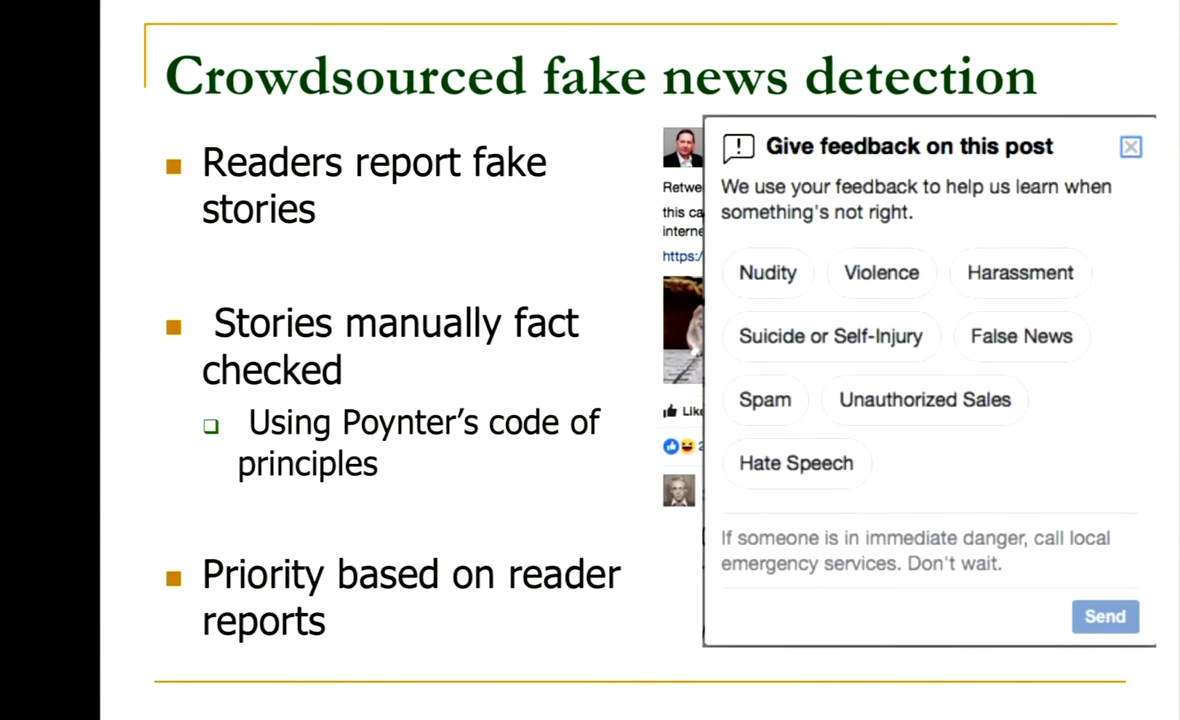 Crowdsourced fake news detection
Readers report fake
stories
Stories manually fact
checked
Using Poynter's code of
principles
Priority based on reader
reports
Give feedback on this post
We use your feedback to help us learn when
something's not right.
Nudity Violence Harassment
Suicide or Self-Injury False News
Spam Unauthorized Sales
Hate Speech
If someone is in immediate danger, call local
emergency services. Don't wait.
Send
this
https:/